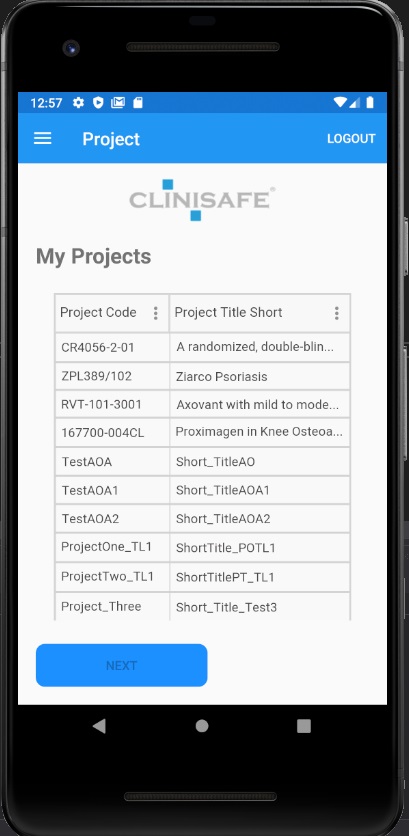 12:57
Project LOGOUT
CLINISAFE®
My Projects
Project Code Project Title Short
CR4056-2-01 A randomized, double-blin...
ZPL389/102 Ziarco Psoriasis
RVT-101-3001 Axovant with mild to mode...
167700-004CL Proximagen in Knee Osteoa...
TestAOA Short_TitleAO
TestAOA1 Short_TitleAOA1
TestAOA2 Short_TitleAOA2
ProjectOne_TL1 ShortTitle_POTL1
ProjectTwo_TL1 ShortTitlePT_TL1
Project_Three Short_Title_Test3
NEXT